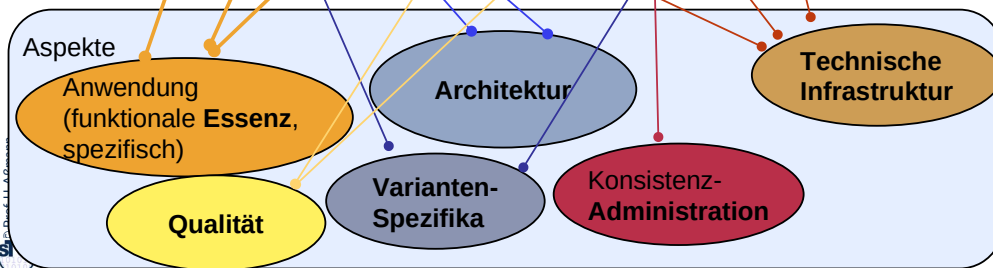 Aspekte
Anwendung
(funktionale Essenz,
spezifisch)
Architektur
Technische
Infrastruktur
Varianten-
Spezifika
Konsistenz-
Administration
Qualität